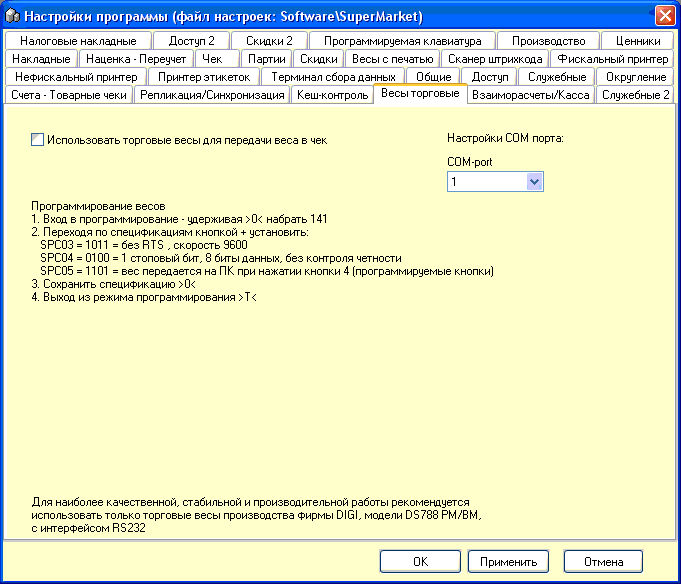 Настройки программы (файл настроек: Software\SuperMarket)
Налоговые накладные Доступ 2 Скидки 2 Программируемая клавиатура Производство Ценники
Накладные Наценка - Переучет Чек Партии Скидки Весы с печатью Сканер штрихкода Фискальный принтер
Нефискальный принтер Принтер этикеток Терминал сбора данных Общие Доступ Служебные Округление
Счета - Товарные чеки Репликация/Синхронизация Кеш-контроль Весы торговые Взаиморасчеты/Касса Служебные 2
Использовать торговые весы для передачи веса в чек
Настройки COM порта:
COM-port
1
Программирование весов
1. Вход в программирование - удерживая >0< набрать 141
2. Переходя по спецификациям кнопкой + установить:
SPC03 = 1011 = без RTS , скорость 9600
SPC04 = 0100 = 1 стоповый бит, 8 биты данных, без контроля четности
SPC05 = 1101 = вес передается на ПК при нажатии кнопки 4 (программируемые кнопки)
3. Сохранить спецификацию >0<
4. Выход из режима программирования >T<
Для наиболее качественной, стабильной и производительной работы рекомендуется
использовать только торговые весы производства фирмы DIGI, модели DS788 PM/BM,
с интерфейсом RS232
OK Применить Отмена